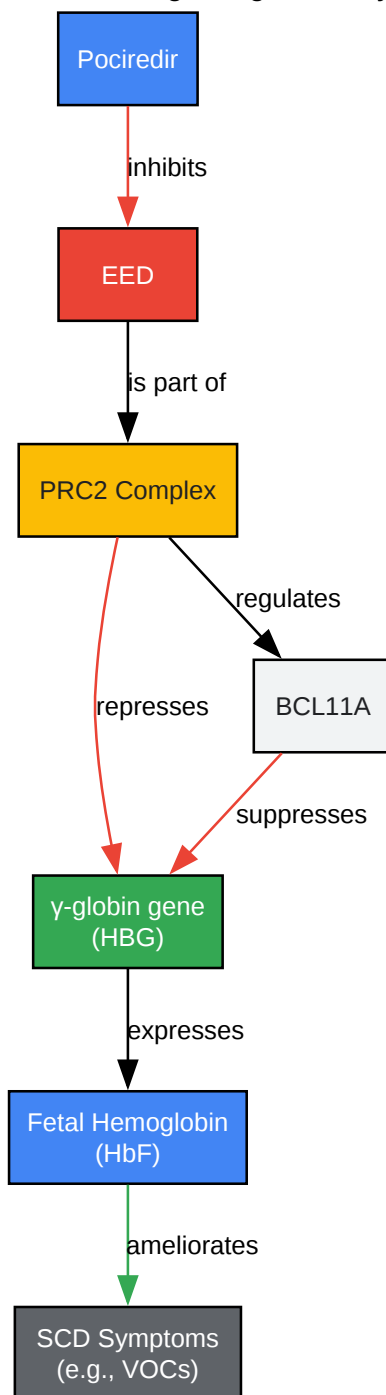 Pociredir
inhibits
EED
is part of
PRC2 Complex
regulates
BCL11A
represses
suppresses
γ-globin gene
(HBG)
expresses
Fetal Hemoglobin
(HbF)
ameliorates
SCD Symptoms
(e.g., VOCs)